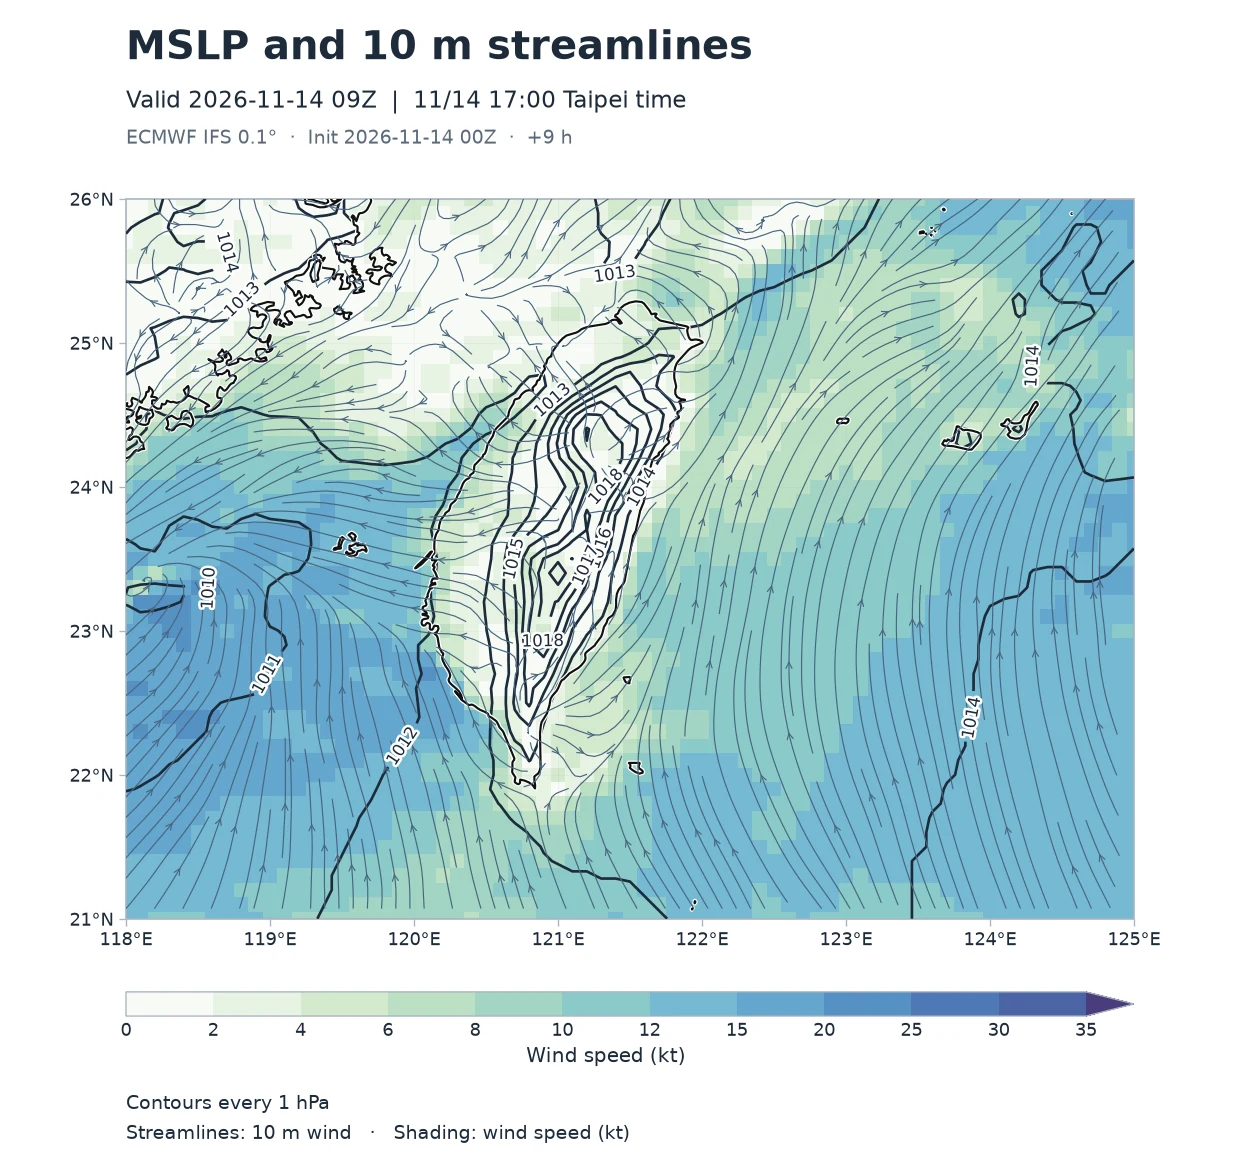 MSLP and 10 m streamlines
Valid 2026-11-14 09Z | 11/14 17:00 Taipei time
ECMWF IFS 0.1° · Init 2026-11-14 00Z · +9 h
26°N
25°N
24°N
23°N
22°N
21°N
1014
1013
1013
1014
1013
1018
1014
1016
1015
1017
1010
1018
1011
1012
1014
118°E 119°E 120°E 121°E 122°E 123°E 124°E 125°E
0 2 4 6 8 10 12 15 20 25 30 35
Wind speed (kt)
Contours every 1 hPa
Streamlines: 10 m wind · Shading: wind speed (kt)